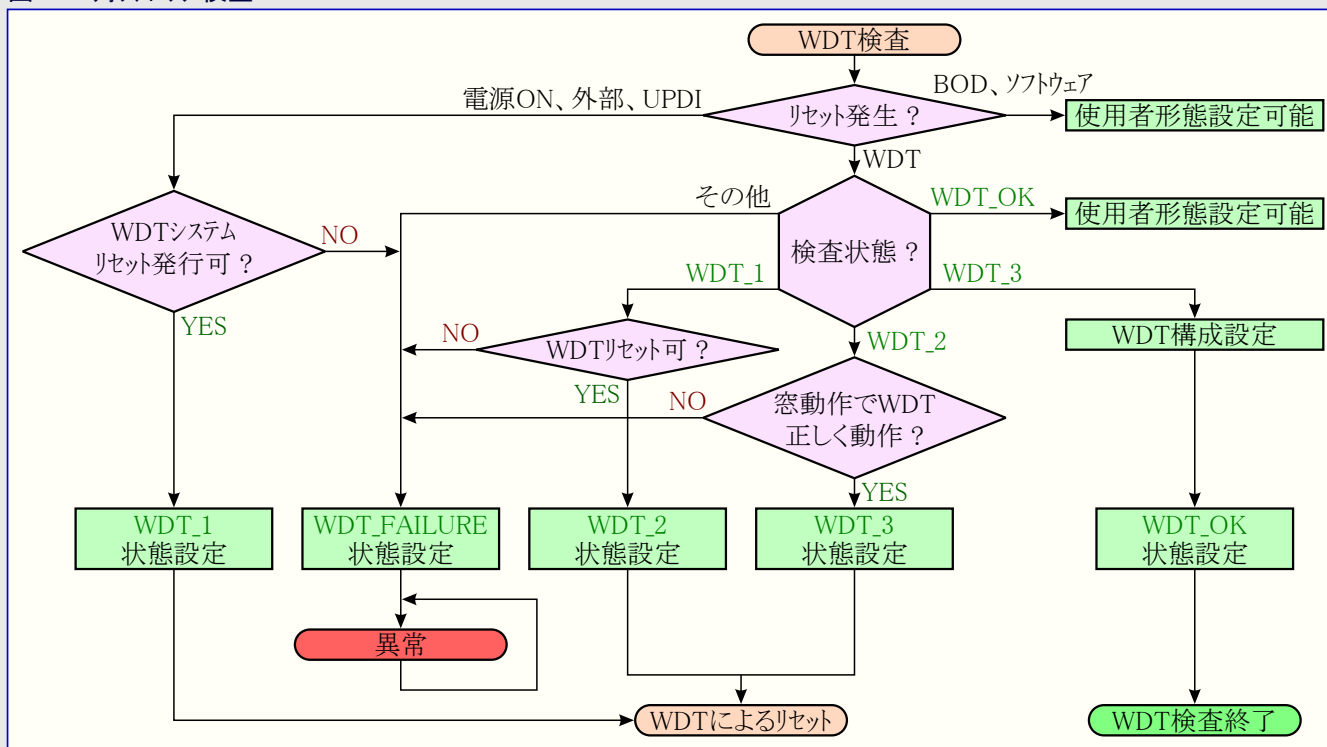 WDT検査
電源ON、外部、UPDI
リセット発生？
BOD、ソフトウェア
使用者形態設定可能
WDT
その他
検査状態？
WDT_OK
使用者形態設定可能
WDTシステム
リセット発行可？
NO
YES
WDT_1
WDT_3
WDTリセット可？
NO
YES
WDT_2
WDT構成設定
窓動作でWDT
正しく動作？
NO
YES
WDT_1
状態設定
WDT_FAILURE
状態設定
WDT_2
状態設定
WDT_3
状態設定
WDT_OK
状態設定
異常
WDTによるリセット
WDT検査終了